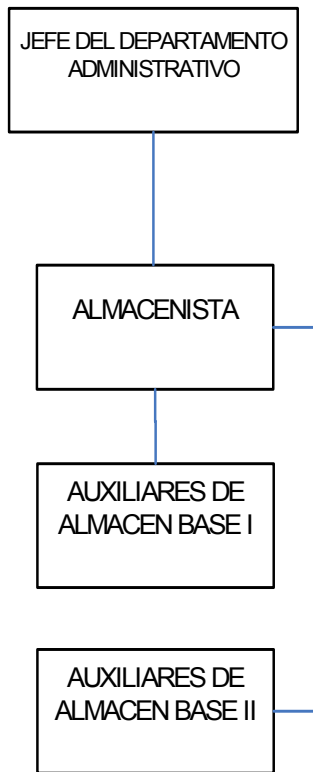 JEFE DEL DEPARTAMENTO
ADMINISTRATIVO
ALMACENISTA
AUXILIARES DE
ALMACEN BASE I
AUXILIARES DE
ALMACEN BASE II